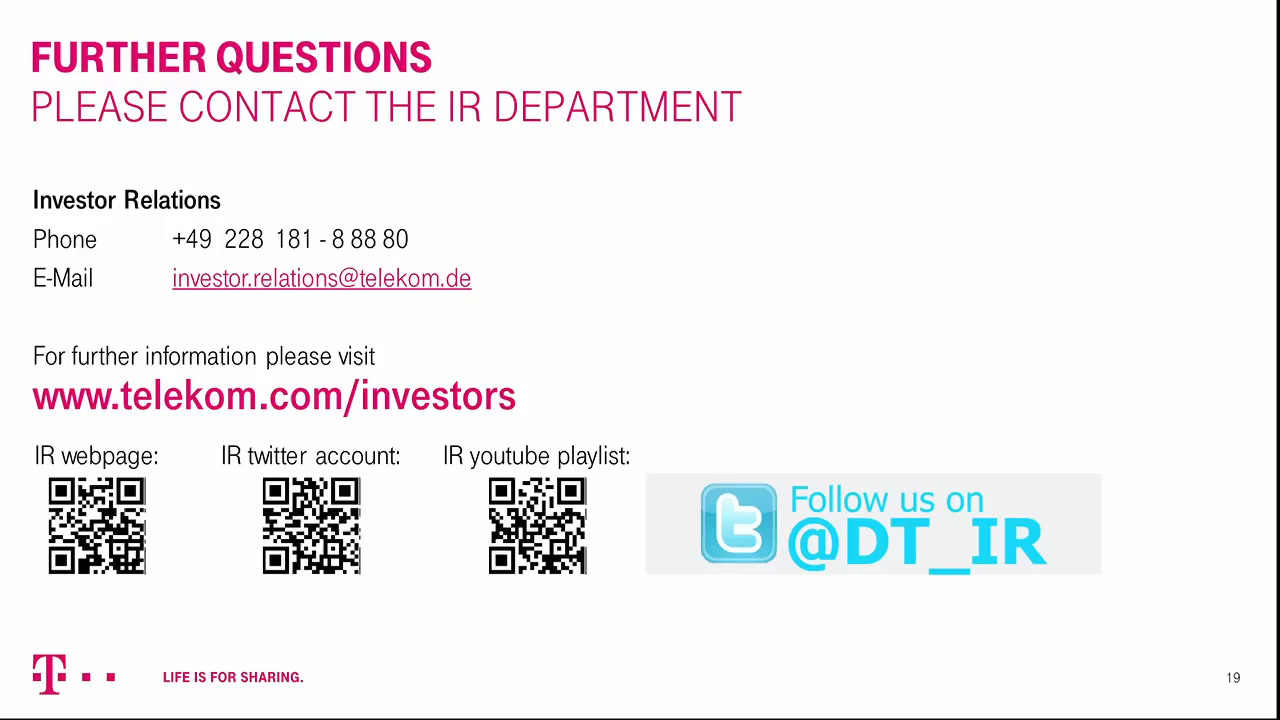 FURTHER QUESTIONS
PLEASE CONTACT THE IR DEPARTMENT
Investor Relations
Phone +49 228 181 - 8 88 80
E-Mail investor.relations@telekom.de
For further information please visit
www.telekom.com/investors
IR webpage: IR twitter account: IR youtube playlist:
Follow us on
@DT_IR
T LIFE IS FOR SHARING. 19